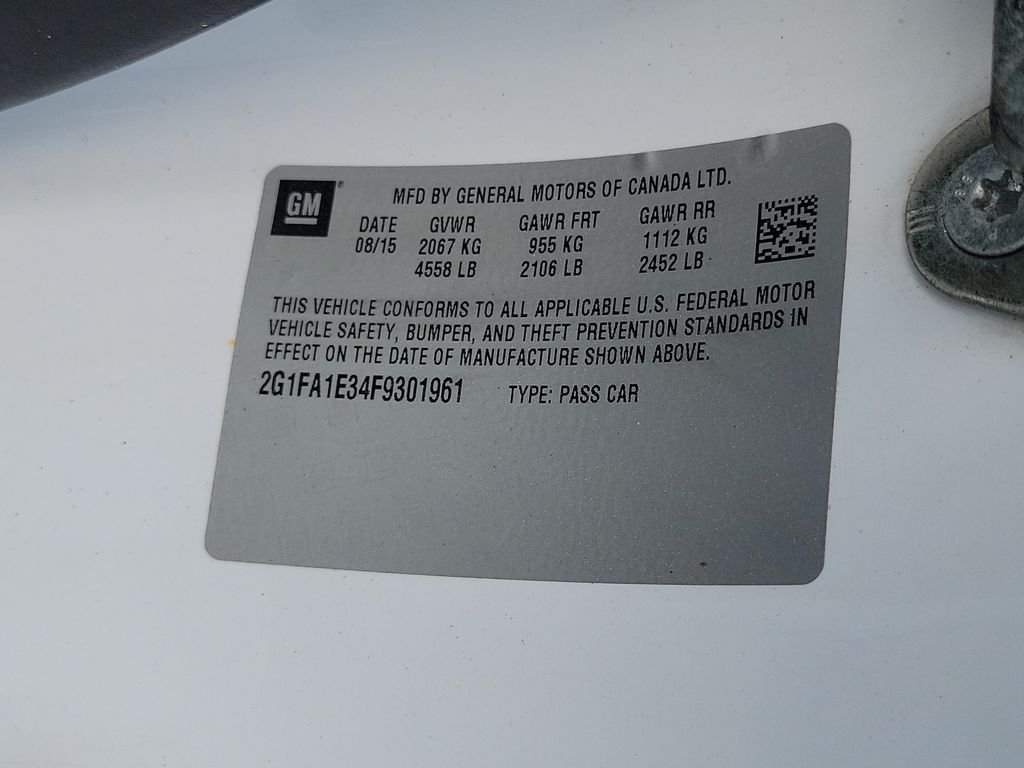 GM®
MFD BY GENERAL MOTORS OF CANADA LTD.
DATE GVWR GAWR FRT GAWR RR
08/15 2067 KG 955 KG 1112 KG
4558 LB 2106 LB 2452 LB
THIS VEHICLE CONFORMS TO ALL APPLICABLE U.S. FEDERAL MOTOR
VEHICLE SAFETY, BUMPER, AND THEFT PREVENTION STANDARDS IN
EFFECT ON THE DATE OF MANUFACTURE SHOWN ABOVE.
2G1FA1E34F9301961 TYPE: PASS CAR